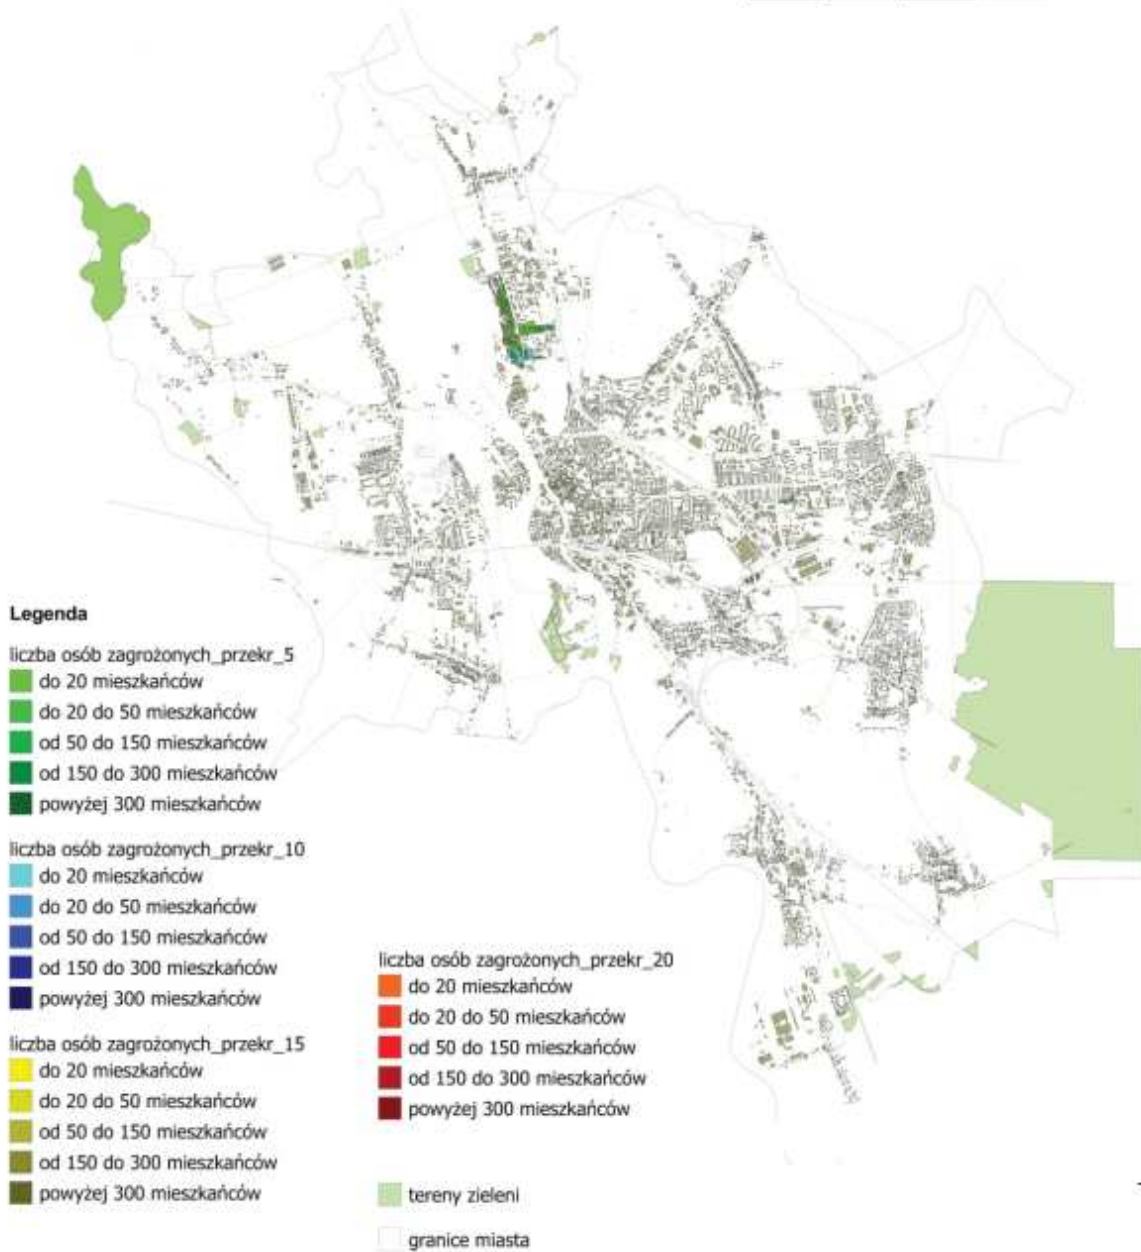 Legenda
liczba osób zagrożonych_przekr_5
do 20 mieszkańców
do 20 do 50 mieszkańców
od 50 do 150 mieszkańców
od 150 do 300 mieszkańców
powyżej 300 mieszkańców
liczba osób zagrożonych_przekr_10
do 20 mieszkańców
do 20 do 50 mieszkańców
od 50 do 150 mieszkańców
od 150 do 300 mieszkańców
powyżej 300 mieszkańców
liczba osób zagrożonych_przekr_15
do 20 mieszkańców
do 20 do 50 mieszkańców
od 50 do 150 mieszkańców
od 150 do 300 mieszkańców
powyżej 300 mieszkańców
liczba osób zagrożonych_przekr_20
do 20 mieszkańców
do 20 do 50 mieszkańców
od 50 do 150 mieszkańców
od 150 do 300 mieszkańców
powyżej 300 mieszkańców
tereny zieleni
granice miasta